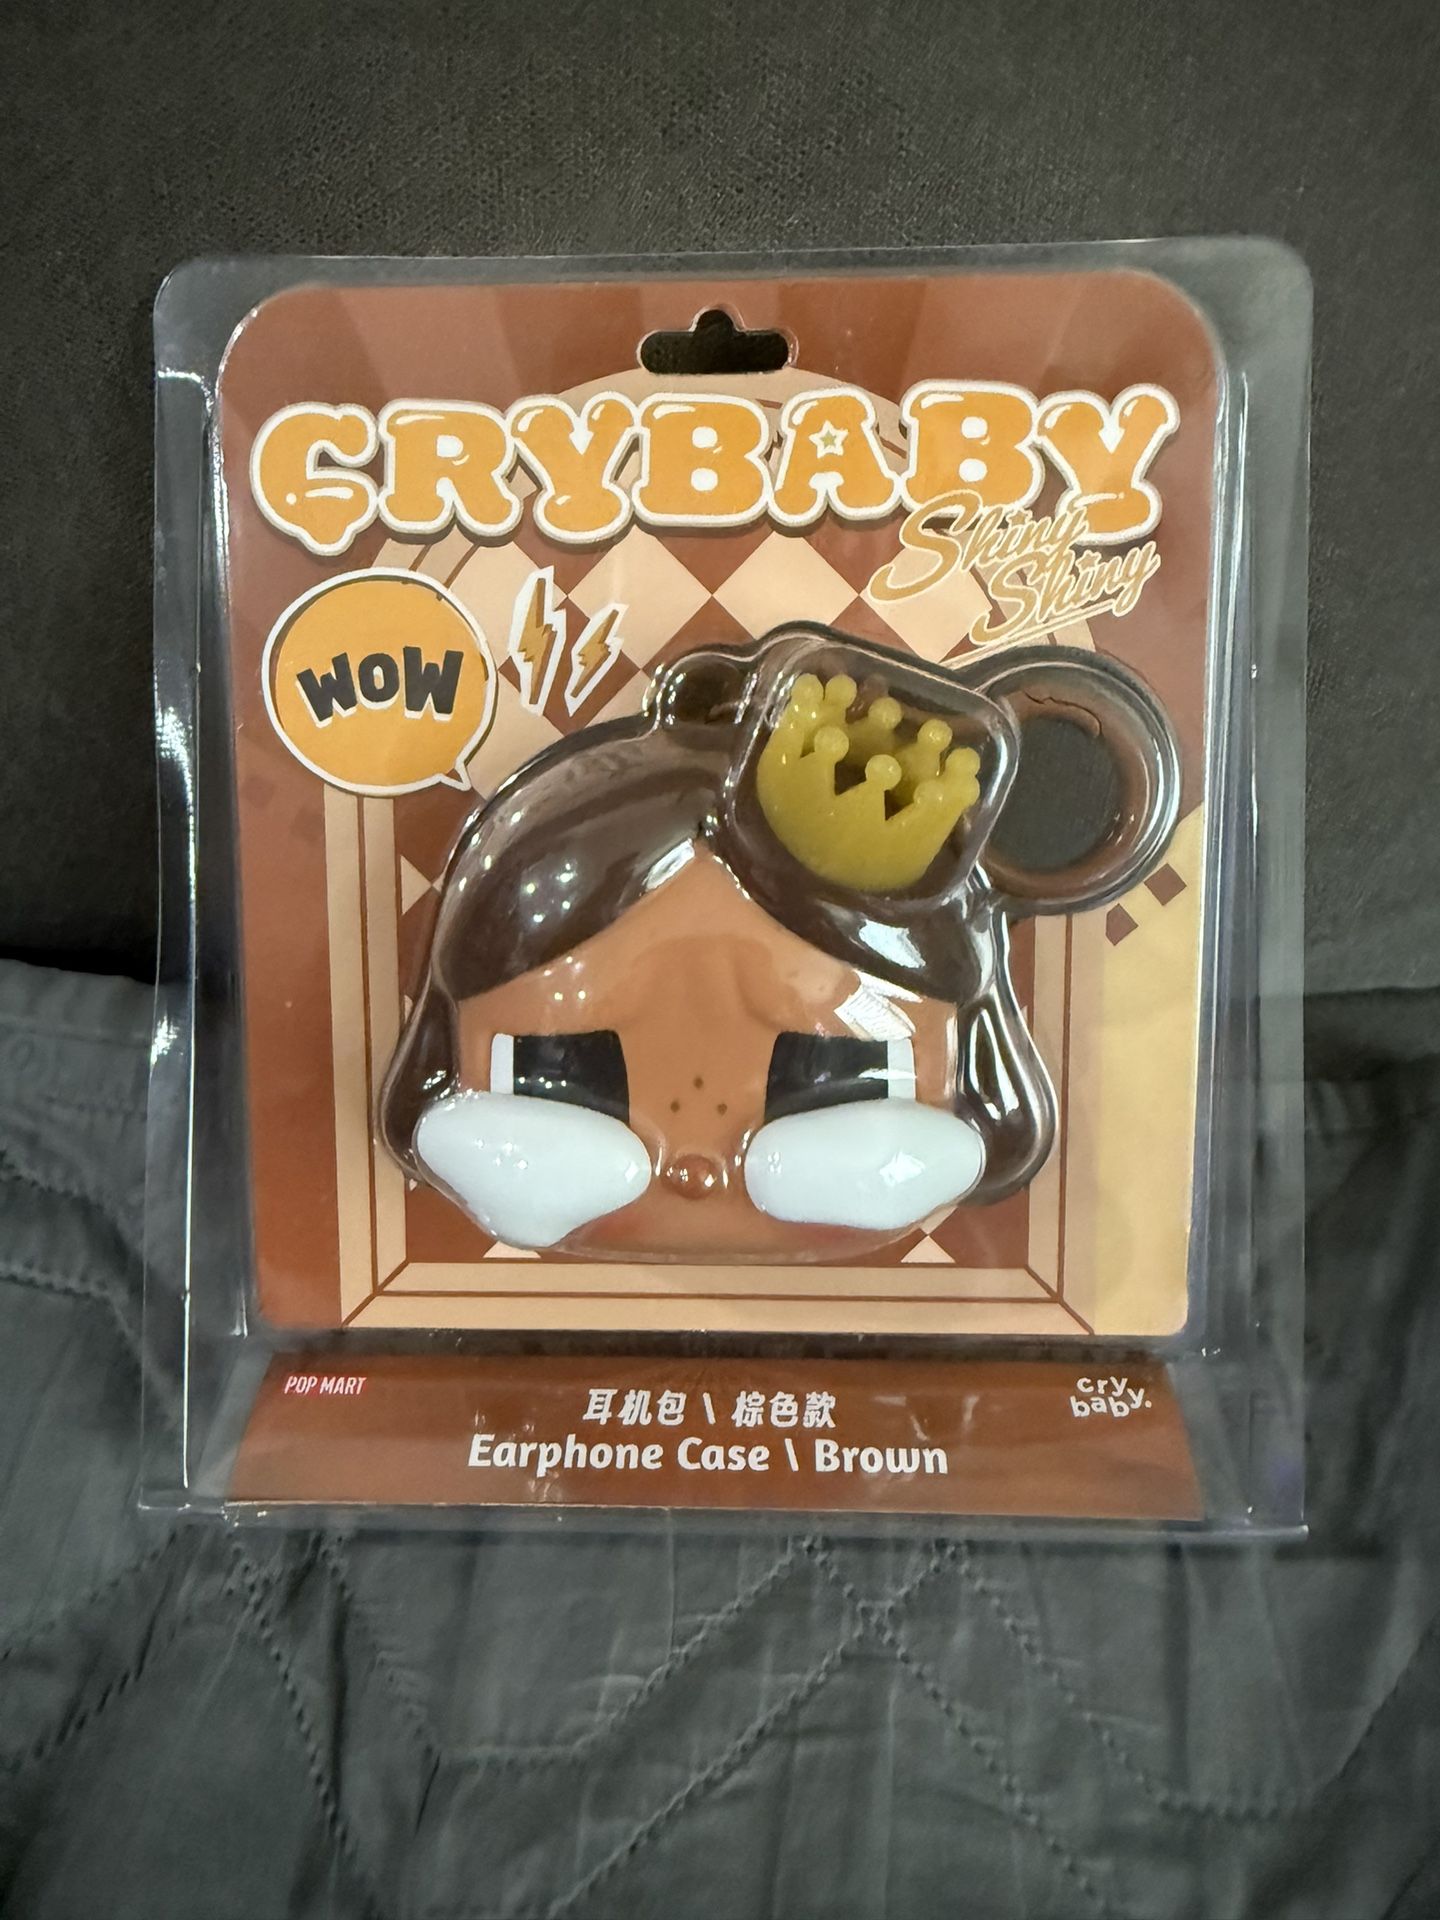 CRYBABY
Shiny
Shiny
WOW
POP MART
耳机包 \ 棕色款
Earphone Case \ Brown
cry
baby.